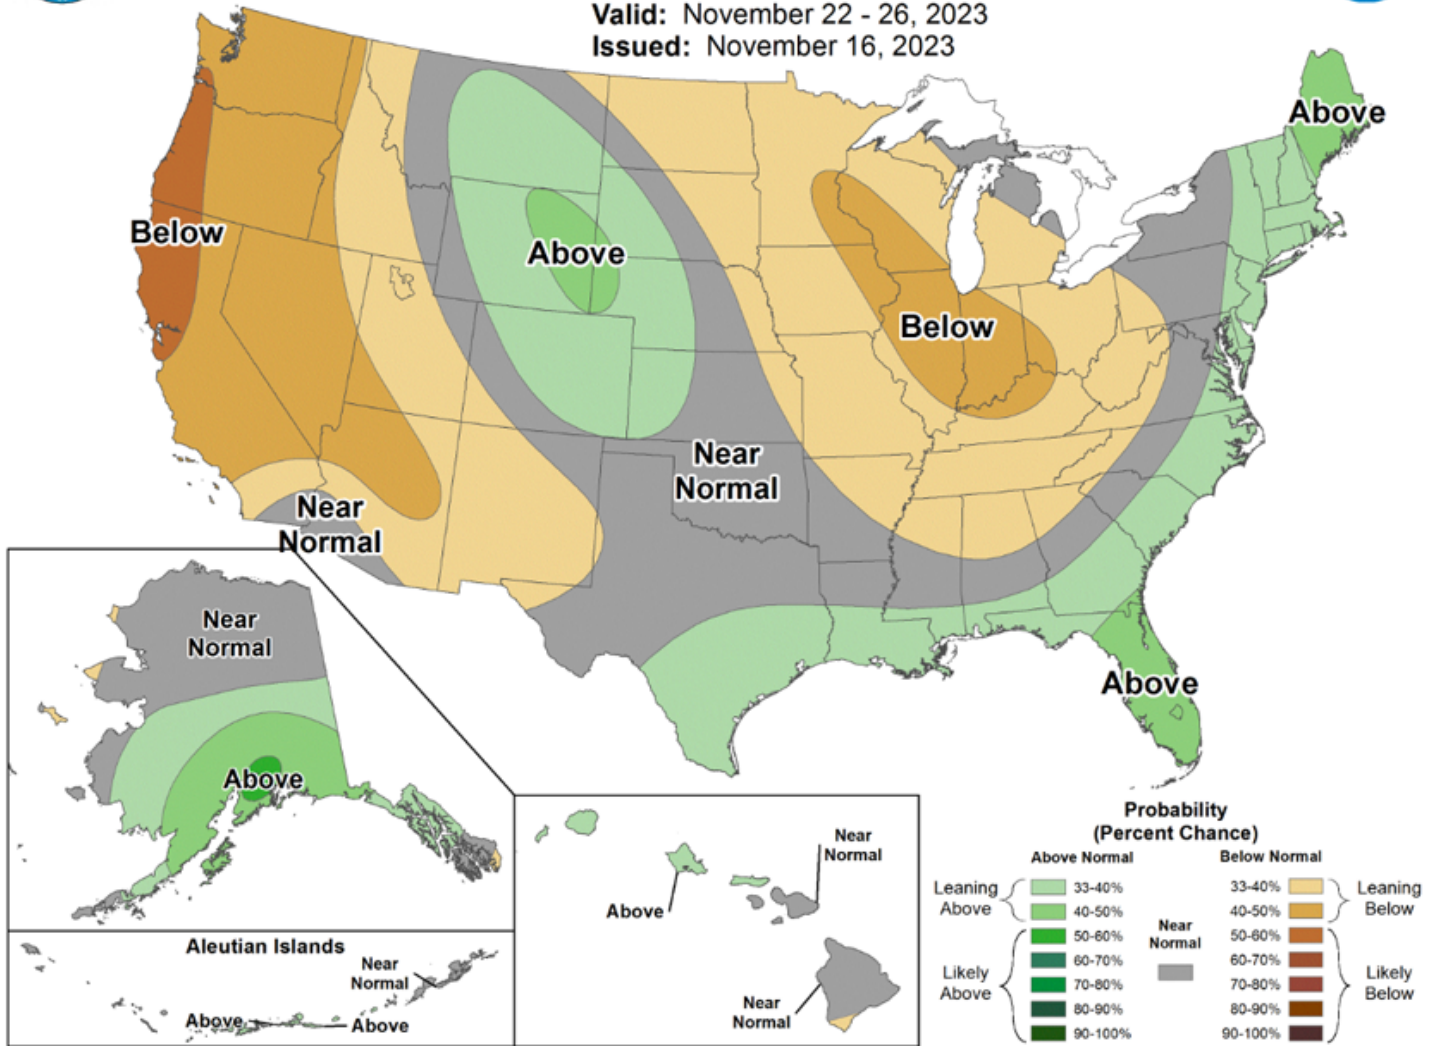 Valid: November 22 - 26, 2023
Issued: November 16, 2023
Above
Below
Above
Below
Near
Normal
Near
Normal
Above
Near
Normal
Above
Near
Normal
Above
Near
Normal
Aleutian Islands
Near
Normal
Above
Above
Probability
(Percent Chance)
Above Normal
Below Normal
Leaning
Above
33-40%
40-50%
50-60%
60-70%
70-80%
80-90%
90-100%
Likely
Above
Near
Normal
33-40%
40-50%
50-60%
60-70%
70-80%
80-90%
90-100%
Leaning
Below
Likely
Below